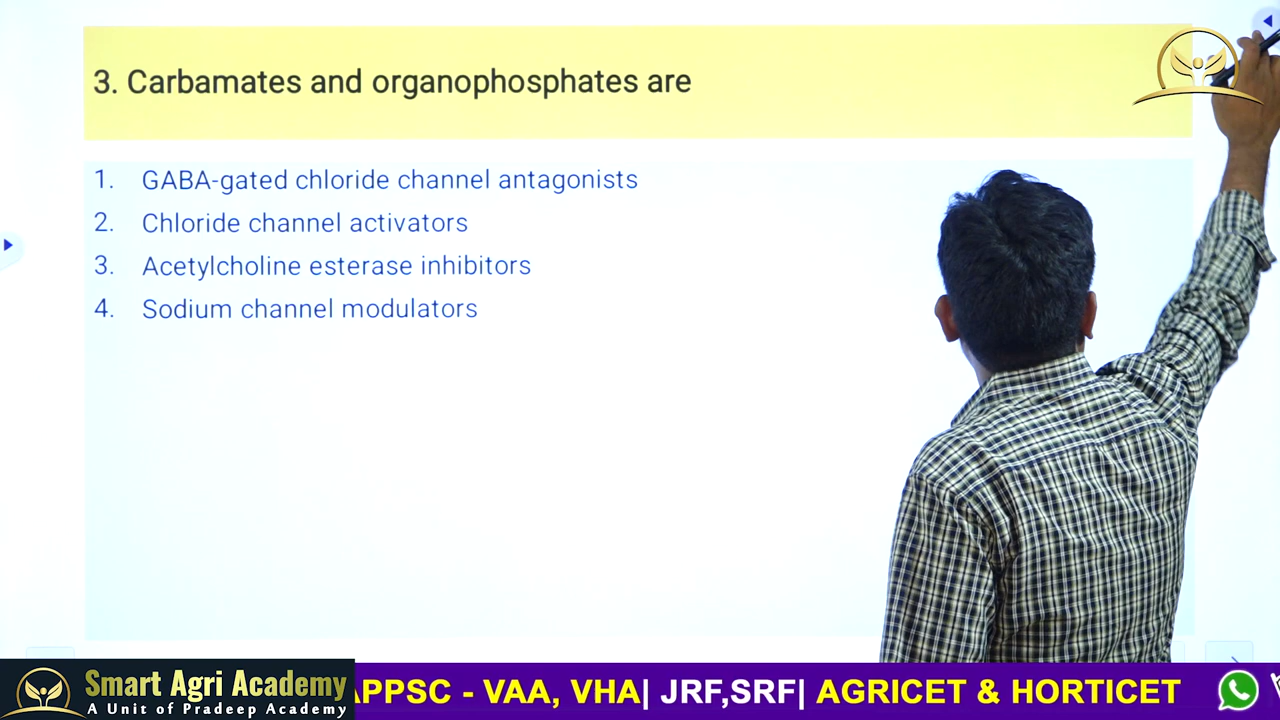 3. Carbamates and organophosphates are
1. GABA-gated chloride channel antagonists
2. Chloride channel activators
3. Acetylcholine esterase inhibitors
4. Sodium channel modulators
Smart Agri Academy
A Unit of Pradeep Academy
APPSC - VAA, VHA| JRF,SRF| AGRICET & HORTICET